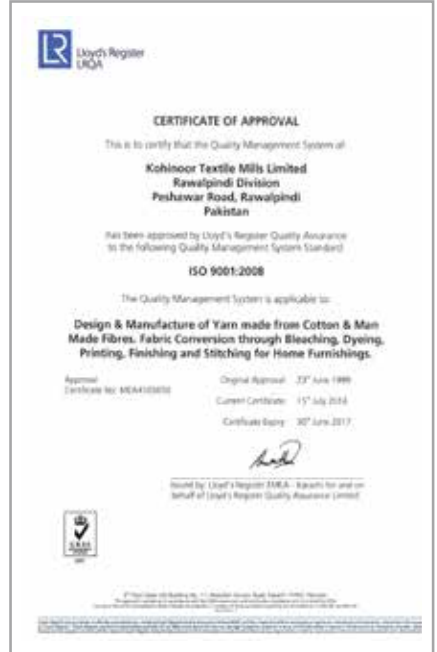 LR
Lloyd's Register
LRQA
CERTIFICATE OF APPROVAL
This is to certify that the Quality Management System of:
Kohinoor Textile Mills Limited
Rawalpindi Division
Peshawar Road, Rawalpindi
Pakistan
has been approved by Lloyd's Register Quality Assurance
to the following Quality Management System Standard:
ISO 9001:2008
The Quality Management System is applicable to:
Design & Manufacture of Yarn made from Cotton & Man
Made Fibres. Fabric Conversion through Bleaching, Dyeing,
Printing, Finishing and Stitching for Home Furnishings.
Approval
Certificate No:
Original Approval: 23rd June 1999
Current Certificate: 15th July
Certificate Expiry: 30th June 2017
Issued by: Lloyd's Register EMEA - Karachi for and on
behalf of Lloyd's Register Quality Assurance Limited
UKAS